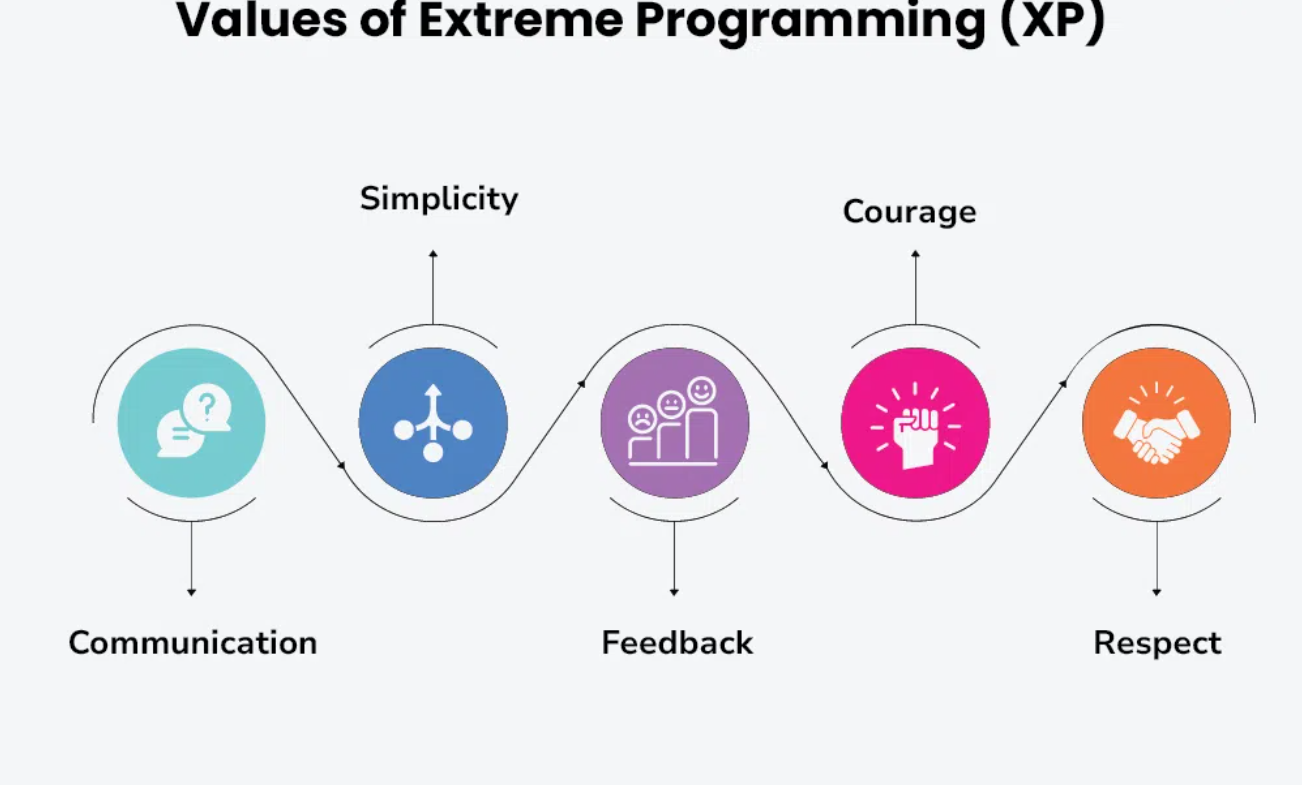 Values of Extreme Programming (XP)
Simplicity
Courage
?
Communication
Feedback
Respect